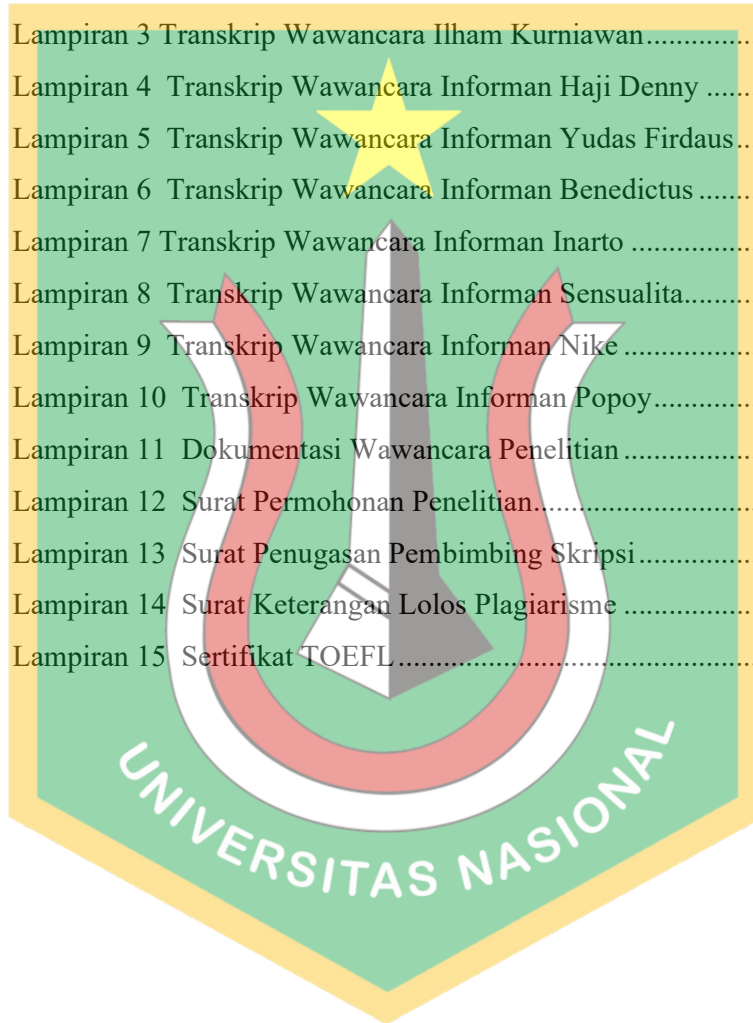 Lampiran 3 Transkrip Wawancara Ilham Kurniawan...............
Lampiran 4  Transkrip Wawancara Informan Haji Denny ......
Lampiran 5  Transkrip Wawancara Informan Yudas Firdaus..
Lampiran 6  Transkrip Wawancara Informan Benedictus .......
Lampiran 7 Transkrip Wawancara Informan Inarto ................
Lampiran 8  Transkrip Wawancara Informan Sensualita.........
Lampiran 9  Transkrip Wawancara Informan Nike .................
Lampiran 10  Transkrip Wawancara Informan Popoy.............
Lampiran 11  Dokumentasi Wawancara Penelitian .................
Lampiran 12  Surat Permohonan Penelitian.............................
Lampiran 13  Surat Penugasan Pembimbing Skripsi...............
Lampiran 14  Surat Keterangan Lolos Plagiarisme ................
Lampiran 15  Sertifikat TOEFL..............................................
UNIVERSITAS NASIONAL